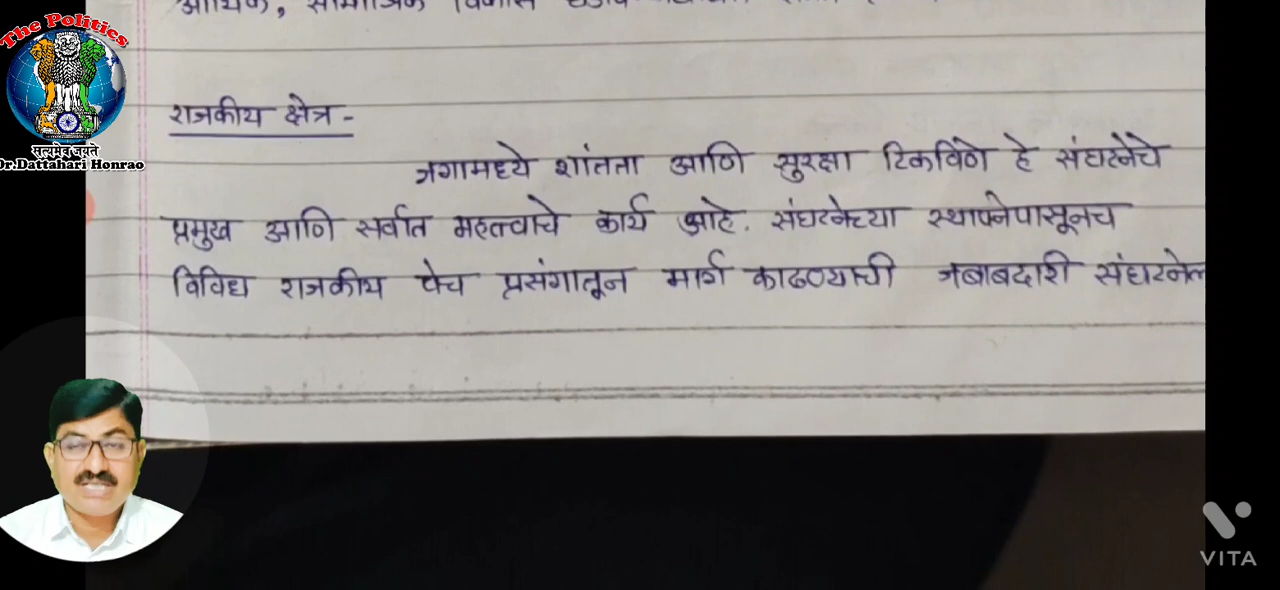 The Politics
सत्यमेव जयते
Dr.Dattahari Honrao
आर्थिक, सामाजिक विकास
राजकीय क्षेत्र -
जगामध्ये शांतता आणि सुरक्षा टिकविणे हे संघटनेचे
प्रमुख आणि सर्वात महत्त्वाचे कार्य आहे. संघटनेच्या स्थापनेपासूनच
विविध राजकीय पेच प्रसंगातून मार्ग काढण्याची जबाबदारी संघटनेल
VITA